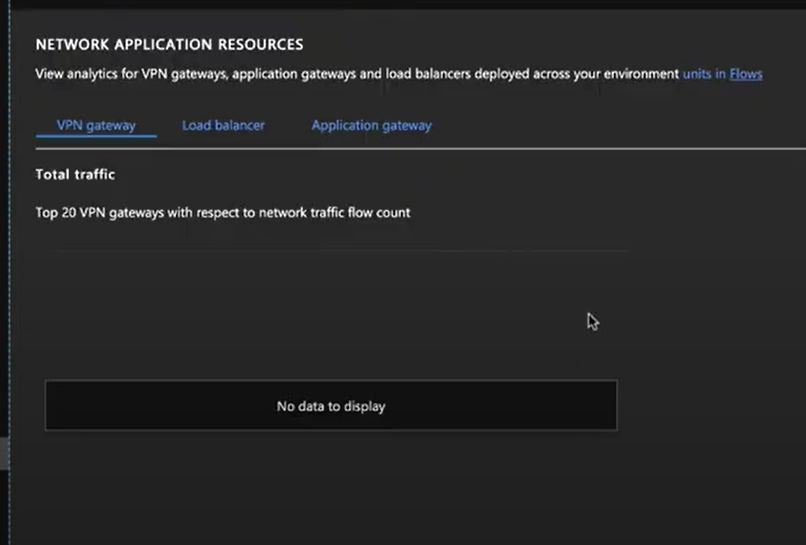 NETWORK APPLICATION RESOURCES
View analytics for VPN gateways, application gateways and load balancers deployed across your environment units in Flows
VPN gateway Load balancer Application gateway
Total traffic
Top 20 VPN gateways with respect to network traffic flow count
No data to display